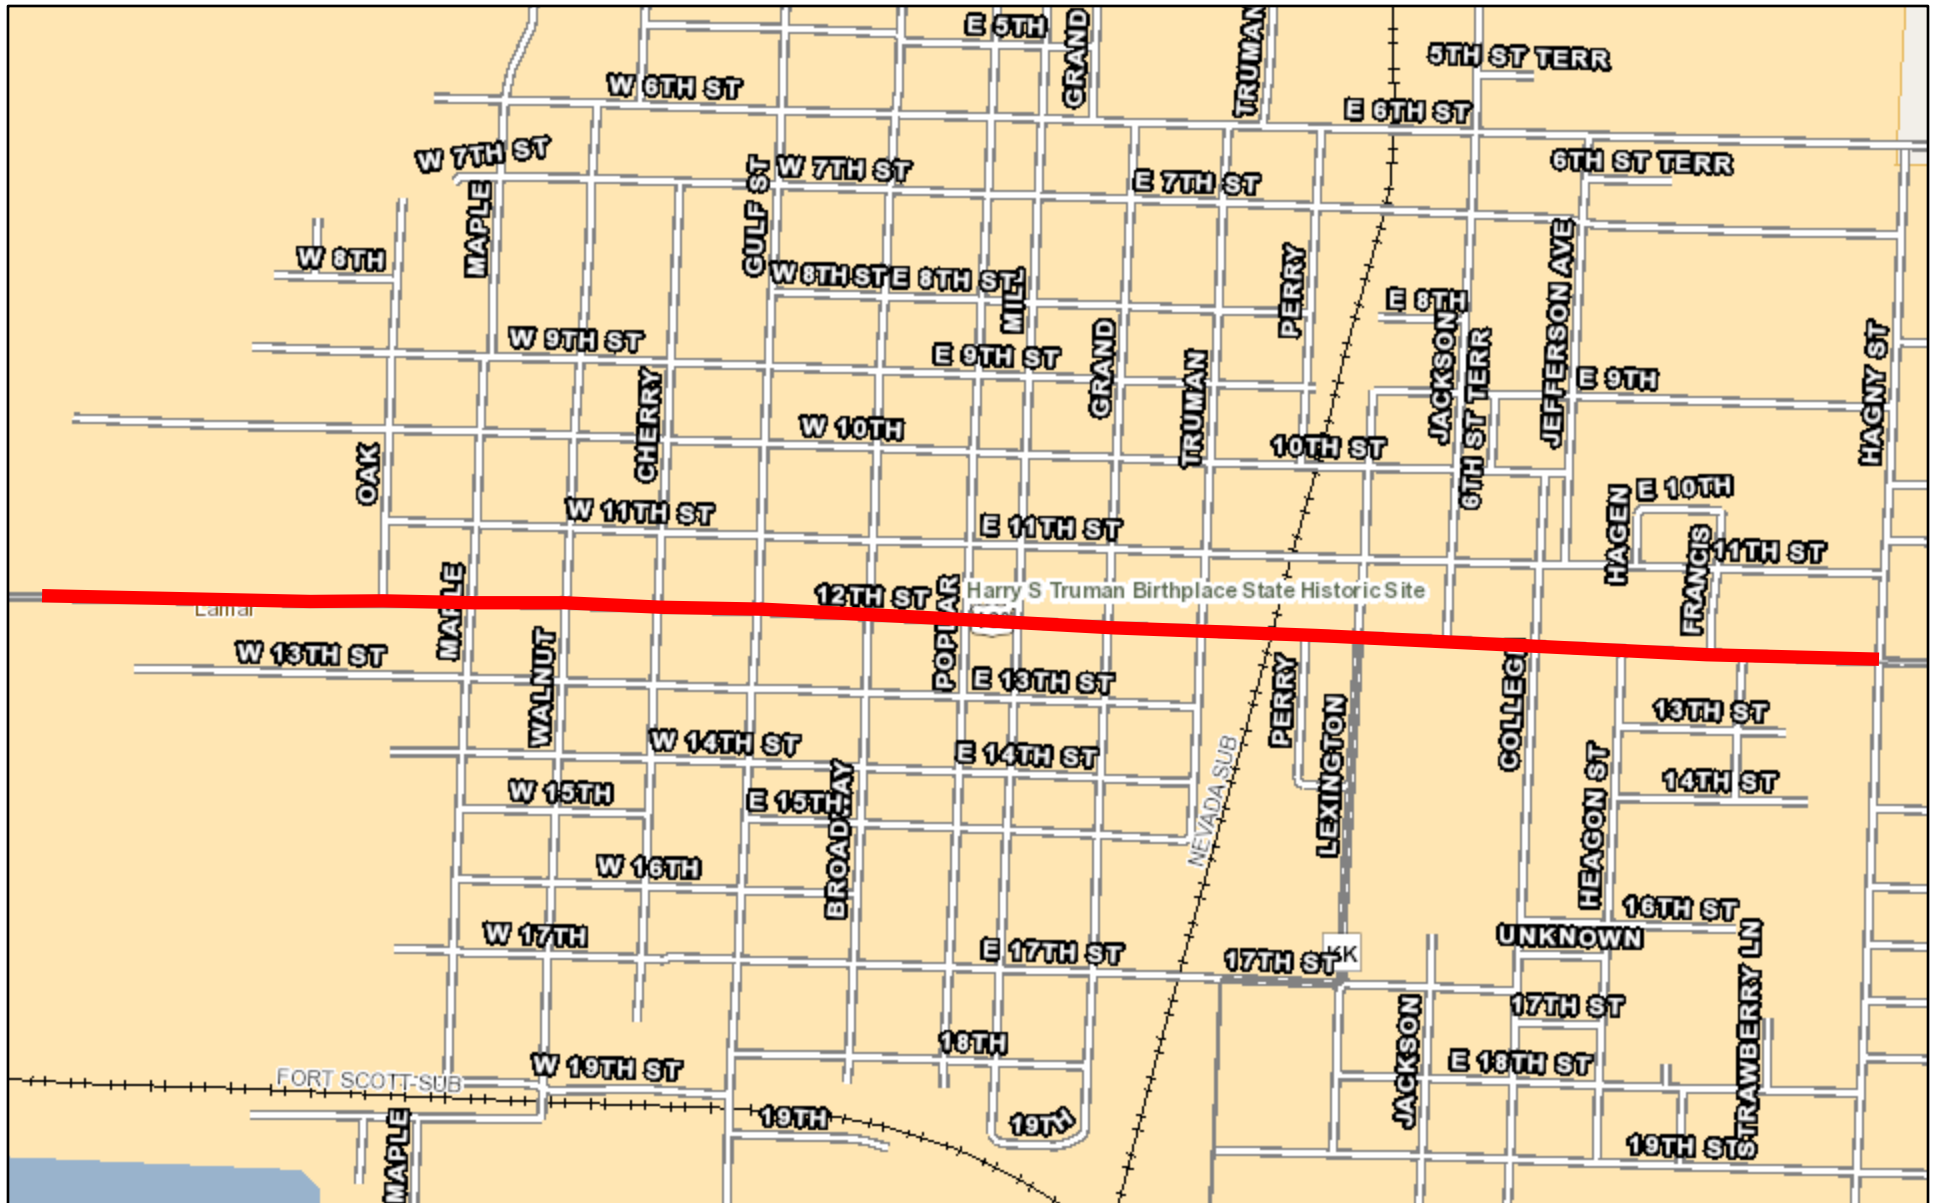 E 5TH
GRAND
TRUMAN
5TH ST TERR
W 6TH ST
E 6TH ST
W 7TH ST
GULF ST
W 7TH ST
E 7TH ST
6TH ST TERR
MAPLE
W 8TH
W 8TH ST
E 8TH ST
MILL
PERRY
E 8TH
JACKSON
6TH ST TERR
JEFFERSON AVE
W 9TH ST
E 9TH ST
GRAND
TRUMAN
E 9TH
HAGNY ST
CHERRY
W 10TH
10TH ST
OAK
E 10TH
HAGEN
FRANCIS
W 11TH ST
E 11TH ST
11TH ST
MAPLE
12TH ST
POPLAR
Harry S Truman Birthplace State Historic Site
Lamar
W 13TH ST
WALNUT
E 13TH ST
PERRY
LEXINGTON
COLLEGE
13TH ST
W 14TH ST
E 14TH ST
NEVADA SUB
HEAGON ST
14TH ST
W 15TH
E 15TH
BROADWAY
W 16TH
16TH ST
W 17TH
E 17TH ST
17TH ST
KK
UNKNOWN
STRAWBERRY LN
17TH ST
JACKSON
18TH
E 18TH ST
W 19TH ST
FORT SCOTT SUB
19TH
19TH
19TH ST
MAPLE